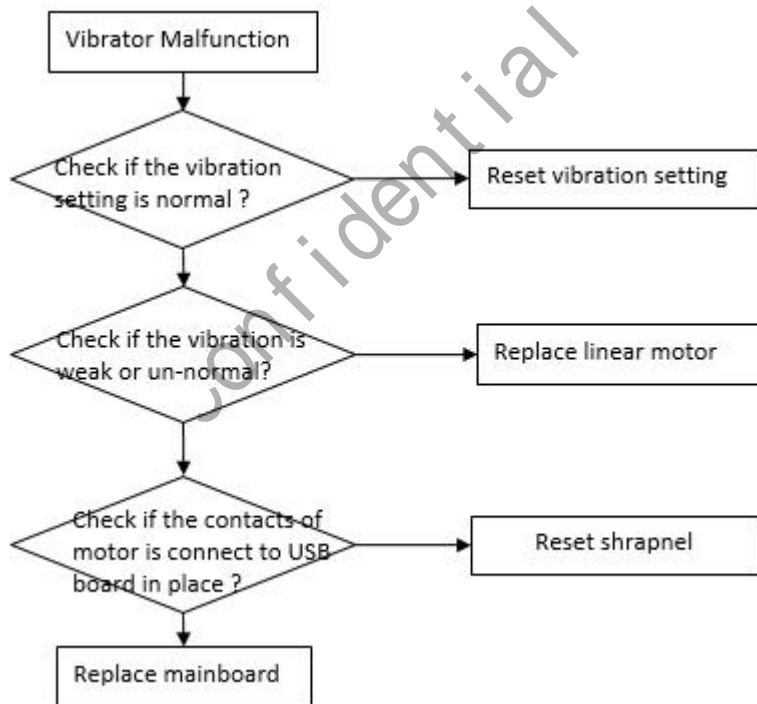 Vibrator Malfunction
Check if the vibration
setting is normal ?
Reset vibration setting
Check if the vibration is
weak or un-normal?
Replace linear motor
Check if the contacts of
motor is connect to USB
board in place ?
Reset shrapnel
Replace mainboard
confidential